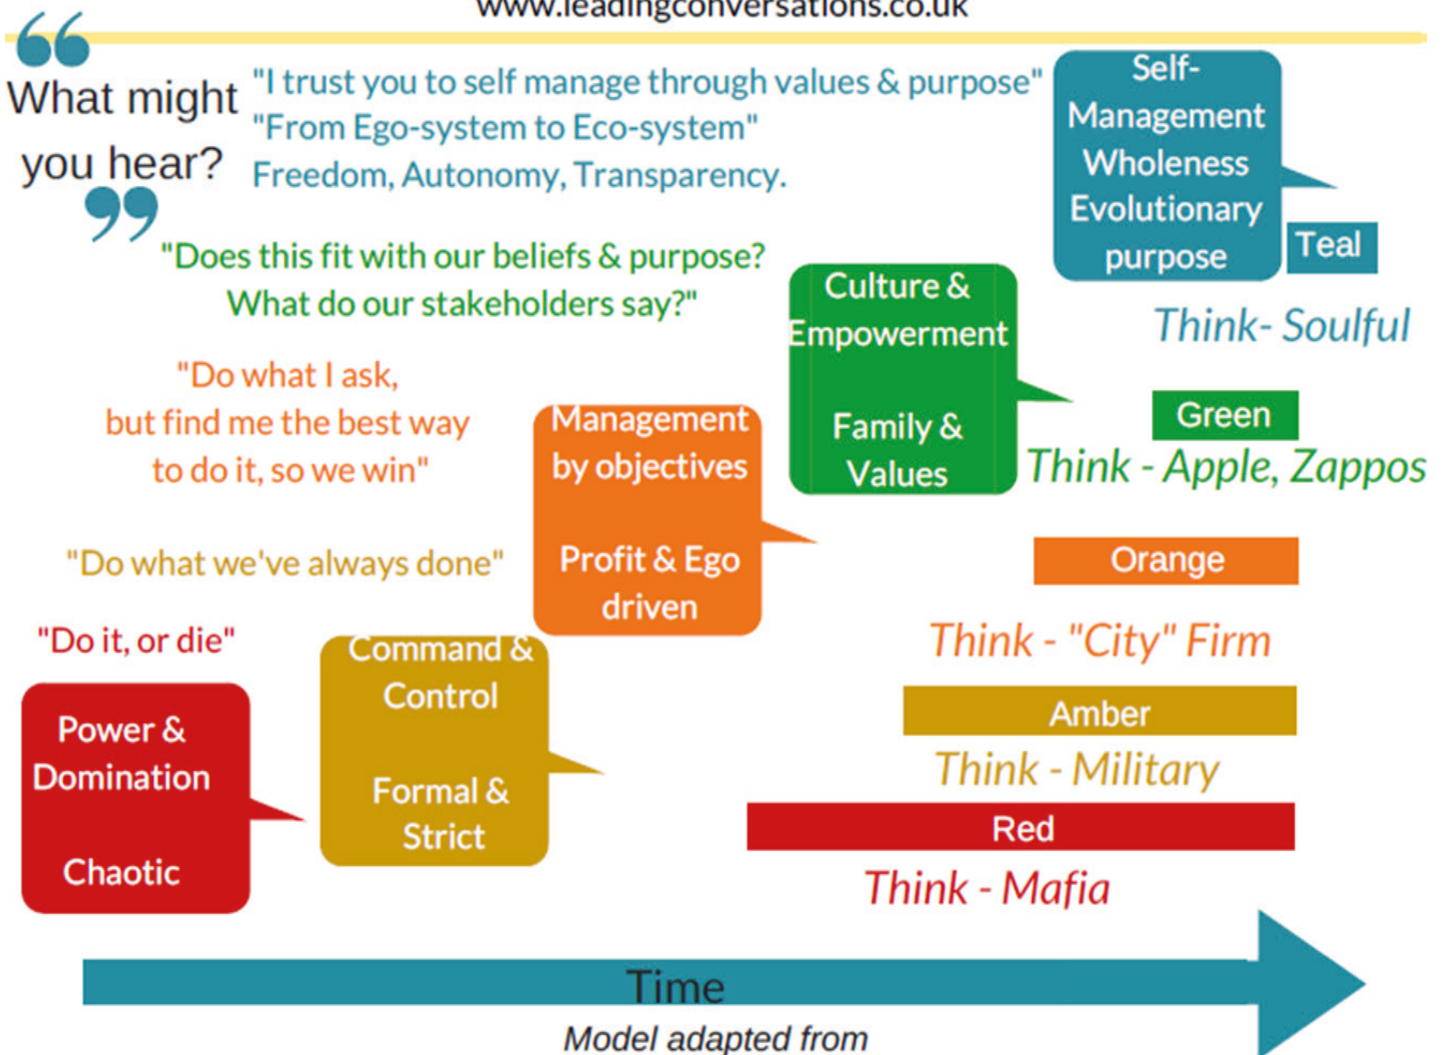 www.leadingconversations.co.uk
“
What might
you hear?
”
"I trust you to self manage through values & purpose"
"From Ego-system to Eco-system"
Freedom, Autonomy, Transparency.
Self-
Management
Wholeness
Evolutionary
purpose
Teal
Think- Soulful
"Does this fit with our beliefs & purpose?
What do our stakeholders say?"
Culture &
Empowerment
Family &
Values
Green
Think - Apple, Zappos
"Do what I ask,
but find me the best way
to do it, so we win"
Management
by objectives
Profit & Ego
driven
Orange
Think - "City" Firm
"Do what we've always done"
Command &
Control
Formal &
Strict
Amber
Think - Military
"Do it, or die"
Power &
Domination
Chaotic
Red
Think - Mafia
Time
Model adapted from